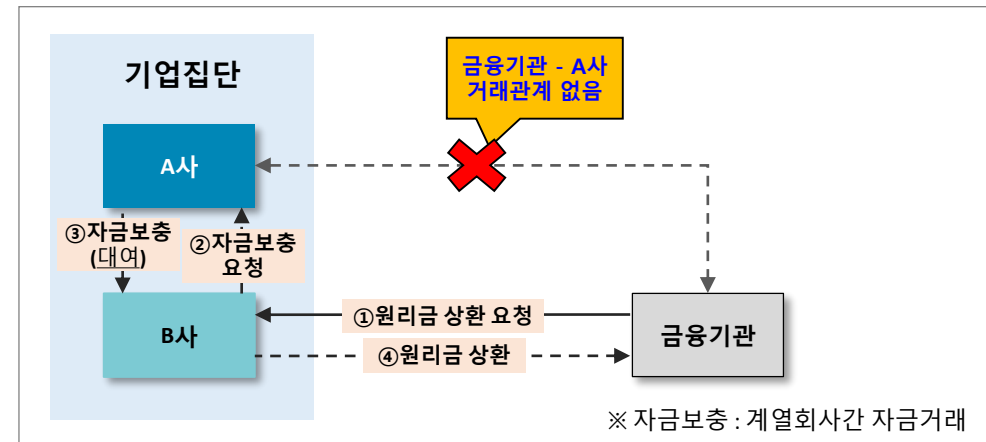 기업집단
금융기관 - A사
거래관계 없음
A사
③자금보충
(대여)
②자금보충
요청
B사
①원리금 상환 요청
④원리금 상환
금융기관
※ 자금보충 : 계열회사간 자금거래